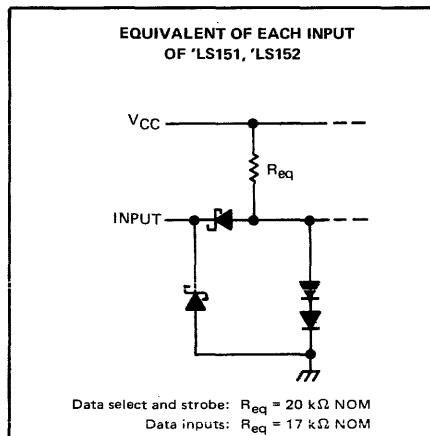 EQUIVALENT OF EACH INPUT
OF 'LS151, 'LS152
VCC
Req
INPUT
Data select and strobe: Req = 20 kΩ NOM
Data inputs: Req = 17 kΩ NOM